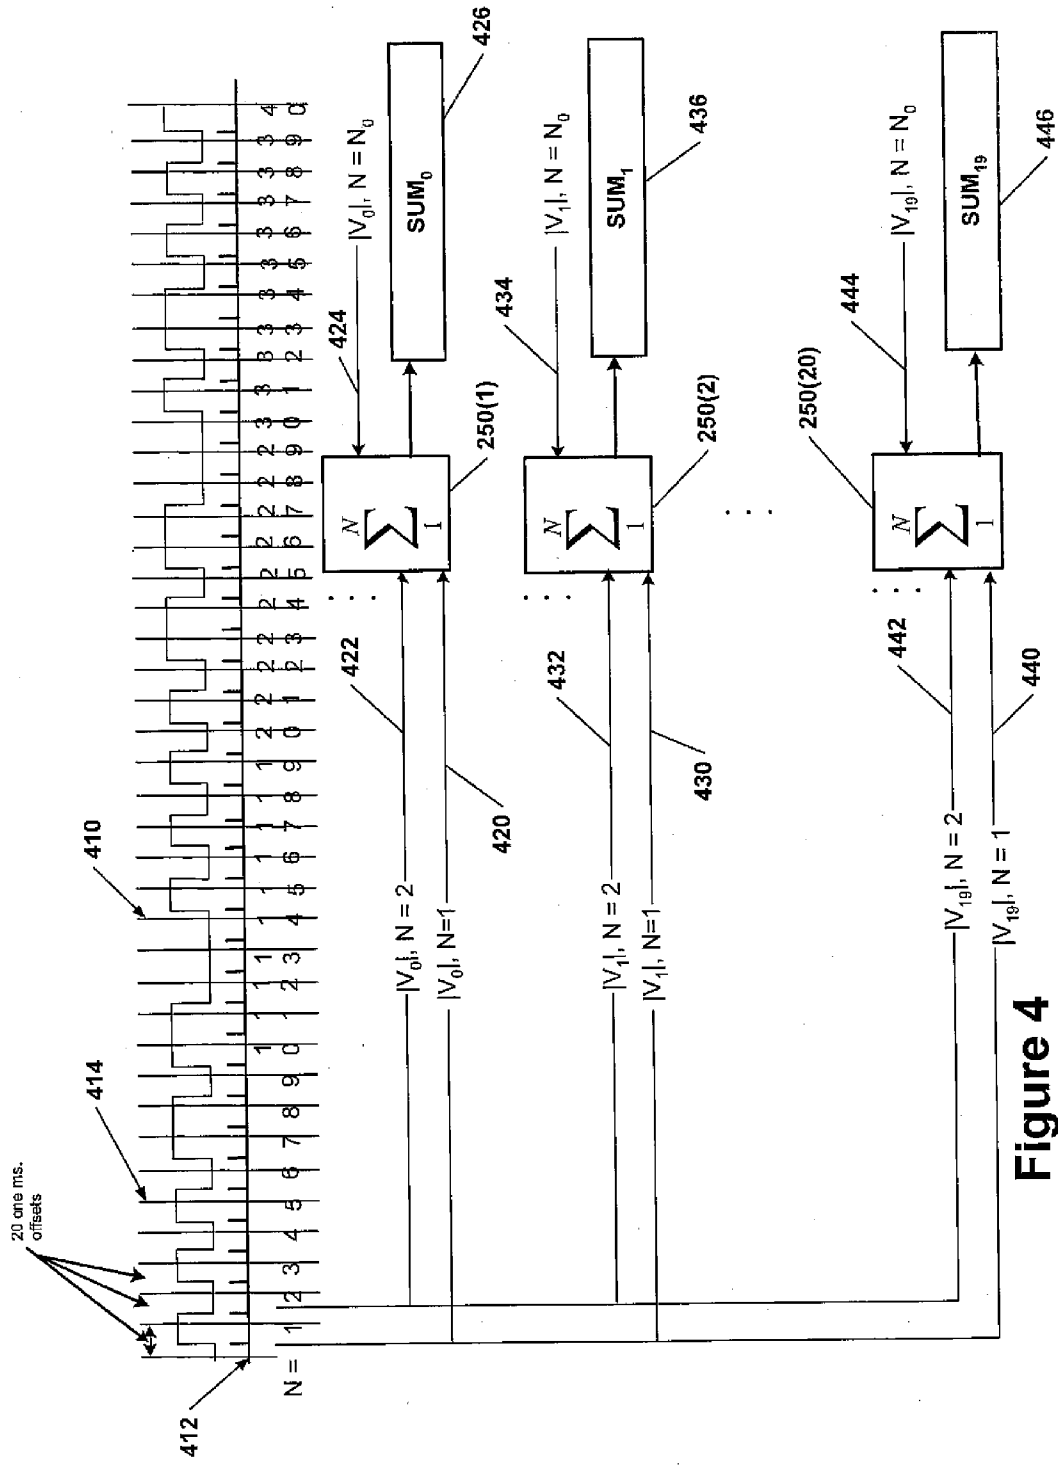 20 one ms.
offsets
414
410
412
N = 1 2 3 4 5 6 7 8 9 10 11 12 13 14 15 16 17 18 19 20 21 22 23 24 25 26 27 28 29 30 31 32 33 34 35 36 37 38 39 40
|V₀|, N = 2
|V₀|, N=1
422
420
. . .
N
Σ
1
250(1)
424
|V₀|, N = N₀
SUM₀
426
|V₁|, N = 2
|V₁|, N=1
432
430
. . .
N
Σ
1
250(2)
434
|V₁|, N = N₀
SUM₁
436
. . .
|V₁₉|, N = 2
|V₁₉|, N = 1
442
440
. . .
N
Σ
1
250(20)
444
|V₁₉|, N = N₀
SUM₁₉
446
Figure 4